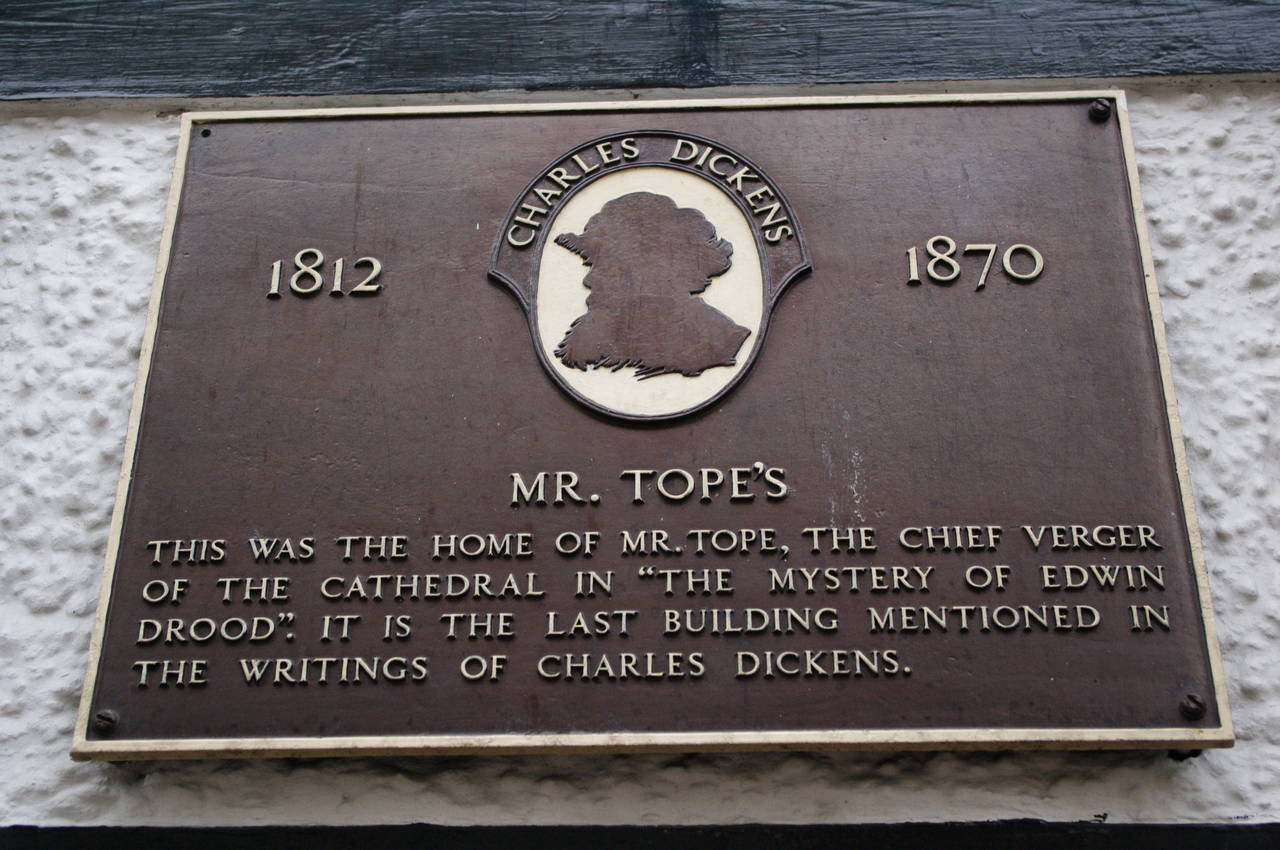 CHARLES DICKENS
1812
1870
MR. TOPE'S
THIS WAS THE HOME OF MR. TOPE, THE CHIEF VERGER
OF THE CATHEDRAL IN “THE MYSTERY OF EDWIN
DROOD”. IT IS THE LAST BUILDING MENTIONED IN
THE WRITINGS OF CHARLES DICKENS.